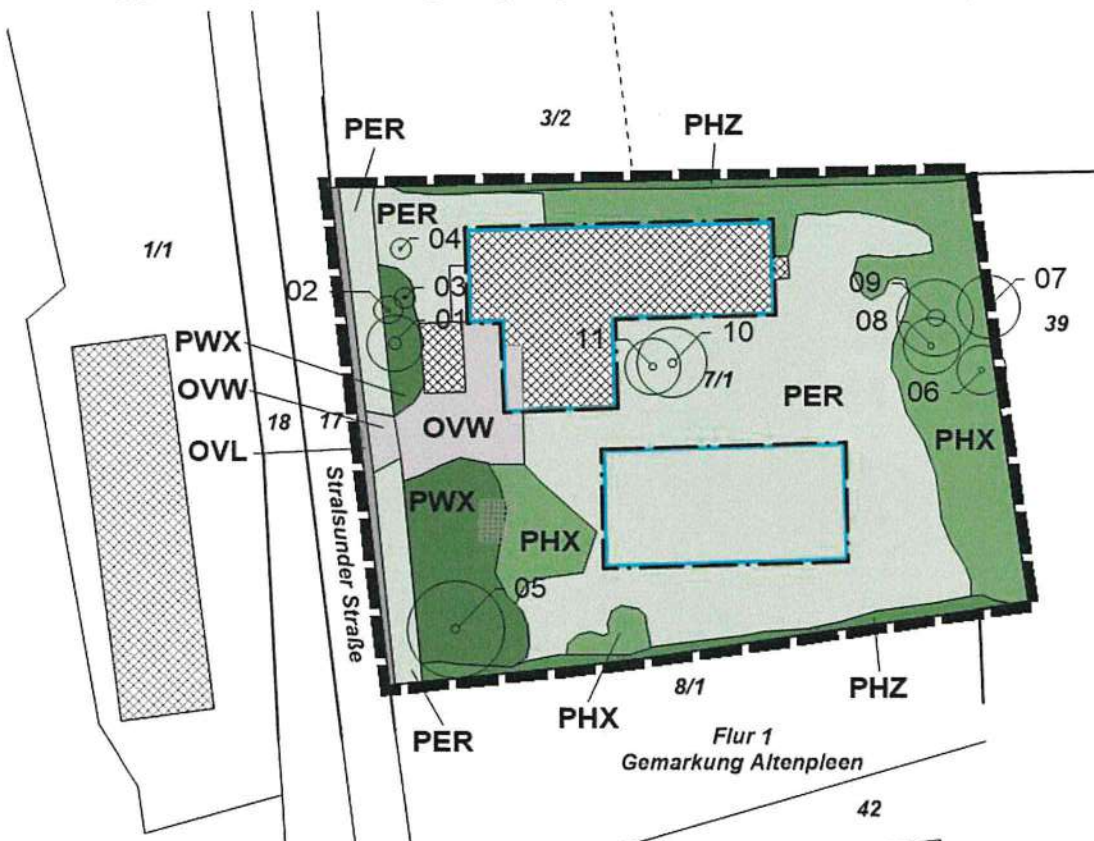 3/2
PHZ
PER
PER
04
1/1
02
03
01
09
07
08
39
11
10
7/1
06
PWX
PER
OVW
18
17
OVW
PHX
OVL
Stralsunder Straße
PWX
PHX
05
8/1
PHZ
PHX
PER
Flur 1
Gemarkung Altenpleen
42